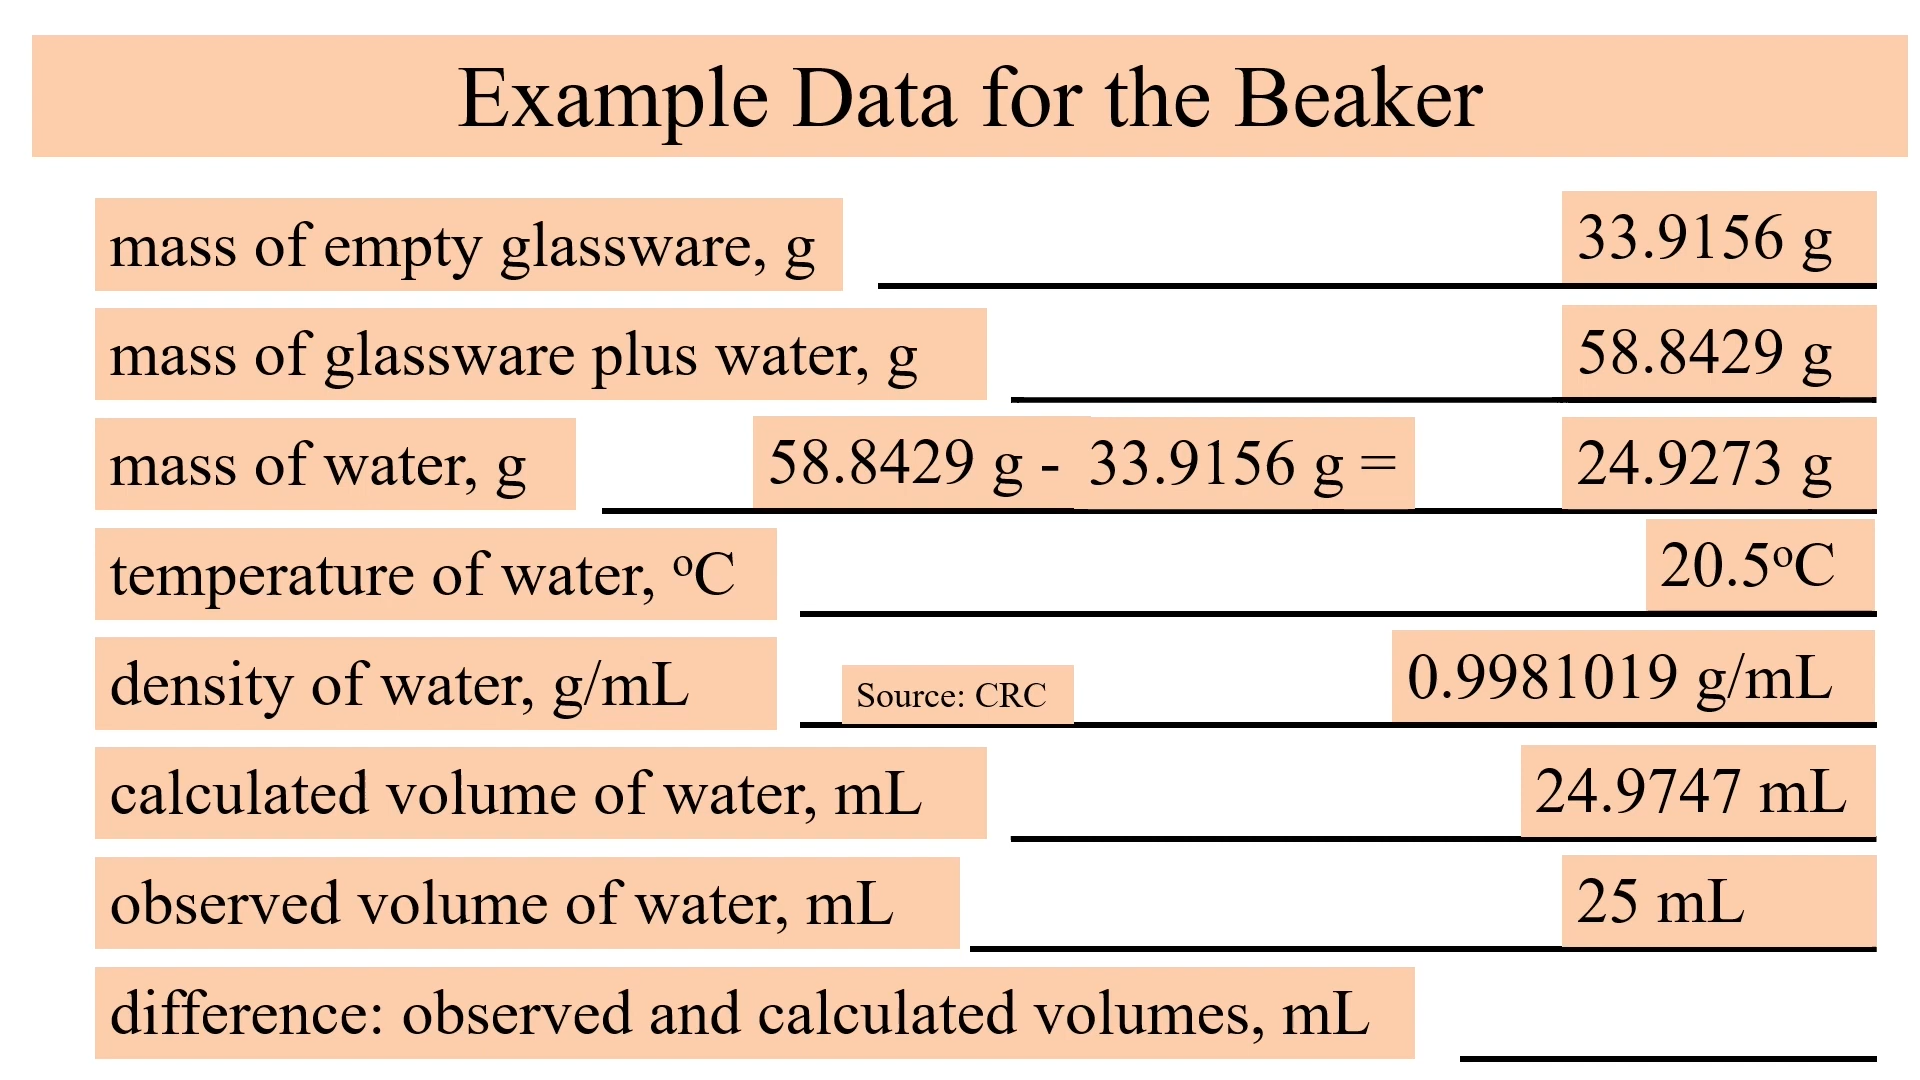 Example Data for the Beaker
mass of empty glassware, g 33.9156 g
mass of glassware plus water, g 58.8429 g
mass of water, g 58.8429 g - 33.9156 g = 24.9273 g
temperature of water, ºC 20.5ºC
density of water, g/mL Source: CRC 0.9981019 g/mL
calculated volume of water, mL 24.9747 mL
observed volume of water, mL 25 mL
difference: observed and calculated volumes, mL